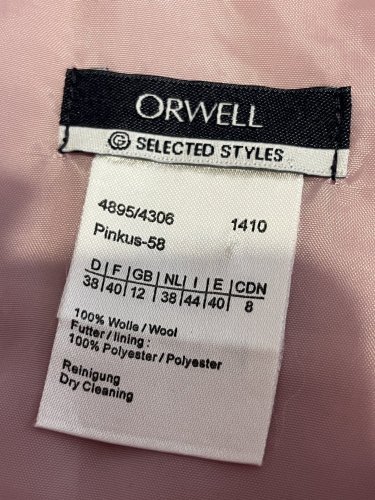 ORWELL
G SELECTED STYLES
4895/4306 1410
Pinkus-58
D F GB NL I E CDN
38 40 12 38 44 40 8
100% Wolle / Wool
Futter / lining :
100% Polyester / Polyester
Reinigung
Dry Cleaning